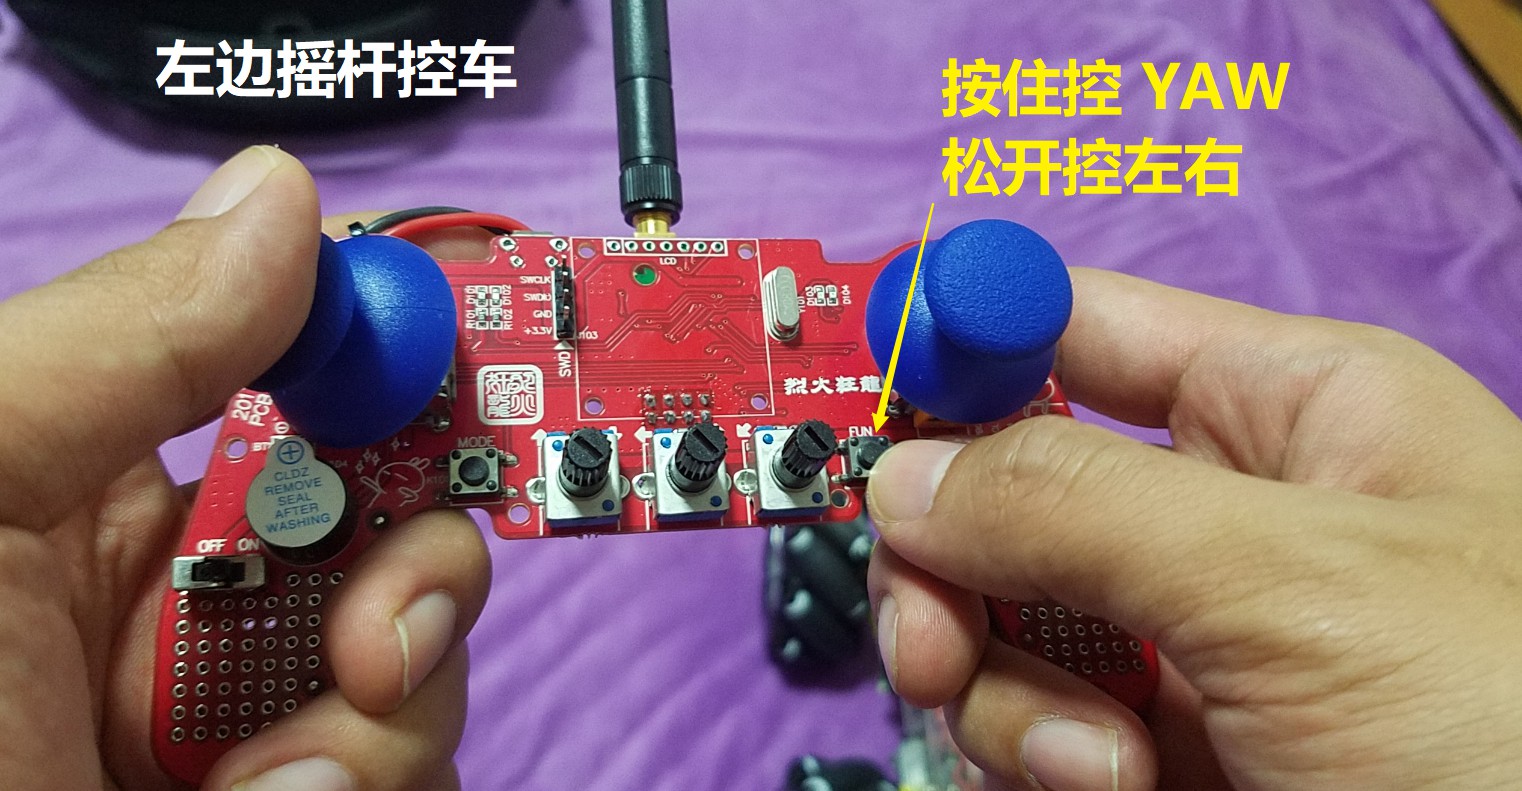 左边摇杆控车
按住控 YAW
松开控左右
LCD
SWCLK
GND
+3.3V
SWD
J103
R101
R102
D102
D103
D104
Y101
烈火狂龍
201
PCB
MODE
FUN
CLDZ
REMOVE
SEAL
AFTER
WASHING
OFF ON